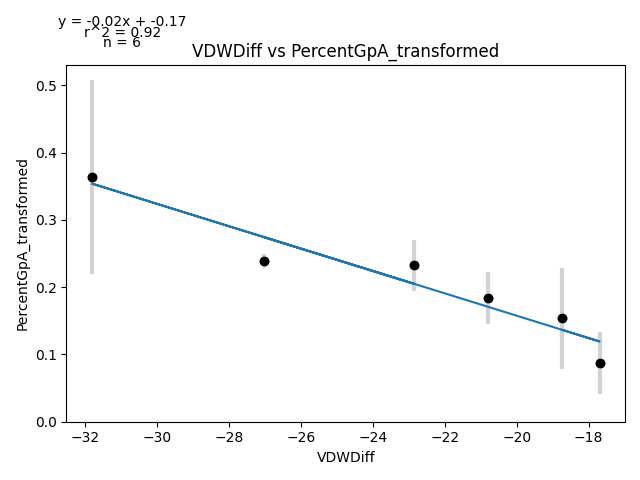 y = -0.02x + -0.17
r^2 = 0.92
n = 6
VDWDiff vs PercentGpA_transformed
PercentGpA_transformed
0.5
0.4
0.3
0.2
0.1
0.0
−32 −30 −28 −26 −24 −22 −20 −18
VDWDiff